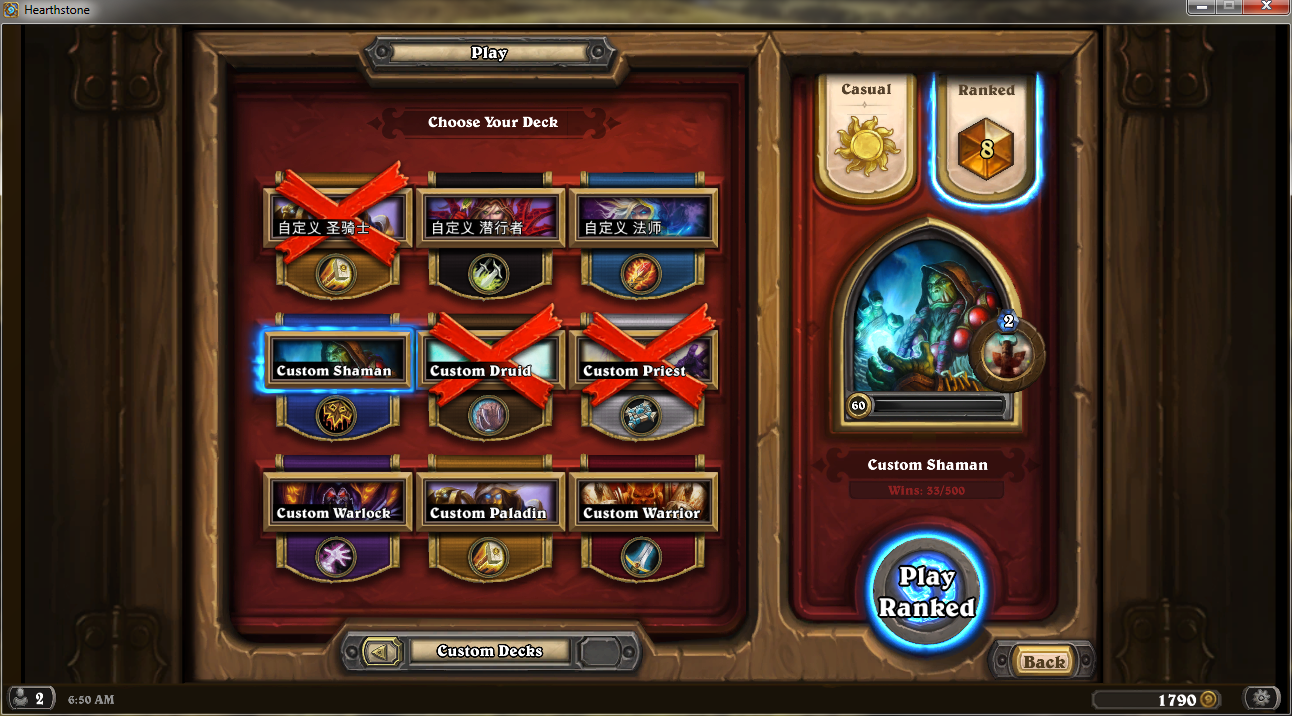 Hearthstone
Play
Casual
Ranked
8
Choose Your Deck
自定义 圣骑士
自定义 潜行者
自定义 法师
2
Custom Shaman
Custom Druid
Custom Priest
60
Custom Shaman
Wins: 33/500
Custom Warlock
Custom Paladin
Custom Warrior
Play
Ranked
Custom Decks
Back
2
6:50 AM
1790